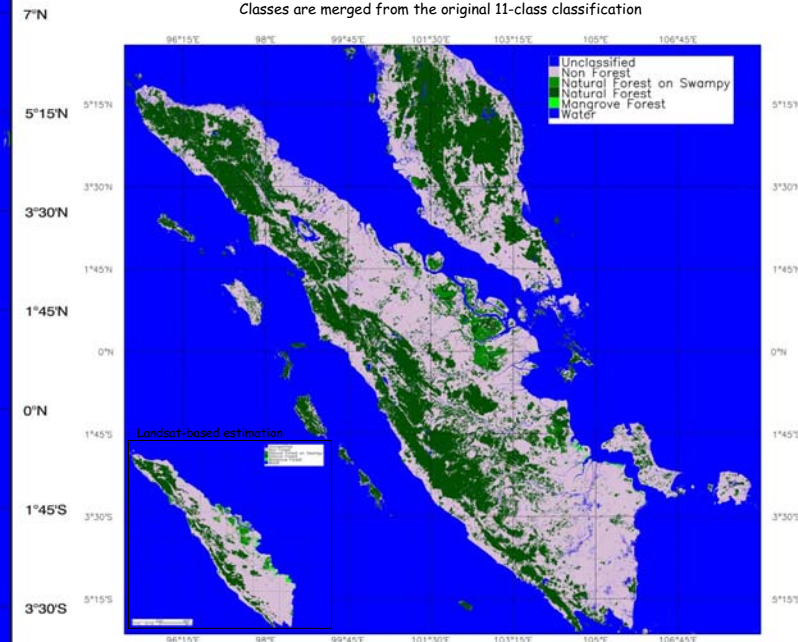 Classes are merged from the original 11-class classification
7°N
5°15'N
3°30'N
1°45'N
0°N
1°45'S
3°30'S
96°15'E 98°E 99°45'E 101°30'E 103°15'E 105°E 106°45'E
Unclassified
Non Forest
Natural Forest on Swampy
Natural Forest
Mangrove Forest
Water
5°15'N 5°15'N
3°30'N 3°30'N
1°45'N 1°45'N
0°N 0°N
1°45'S 1°45'S
Landsat-based estimation
3°30'S 3°30'S
5°15'S 5°15'S
96°15'E 98°E 99°45'E 101°30'E 103°15'E 105°E 106°45'E